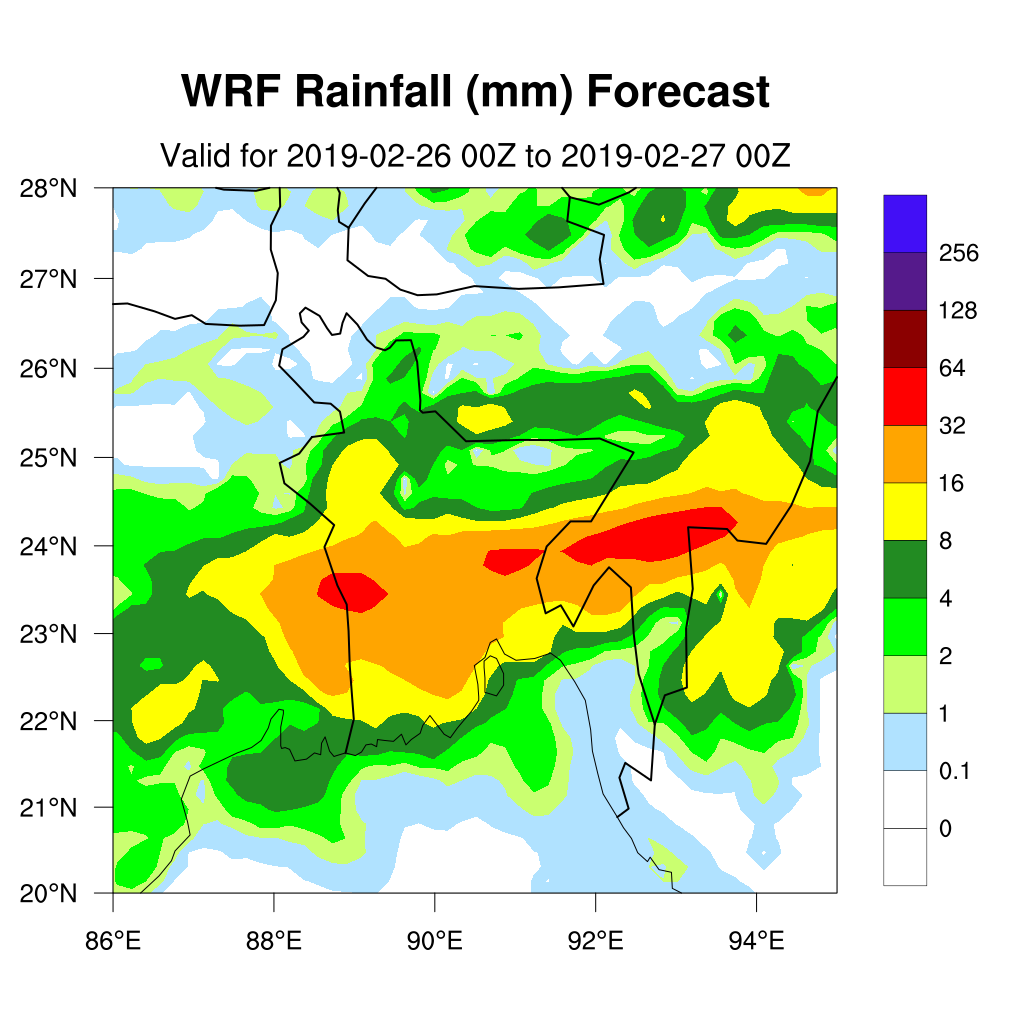 WRF Rainfall (mm) Forecast
Valid for 2019-02-26 00Z to 2019-02-27 00Z
28°N
27°N
26°N
25°N
24°N
23°N
22°N
21°N
20°N
86°E 88°E 90°E 92°E 94°E
256
128
64
32
16
8
4
2
1
0.1
0